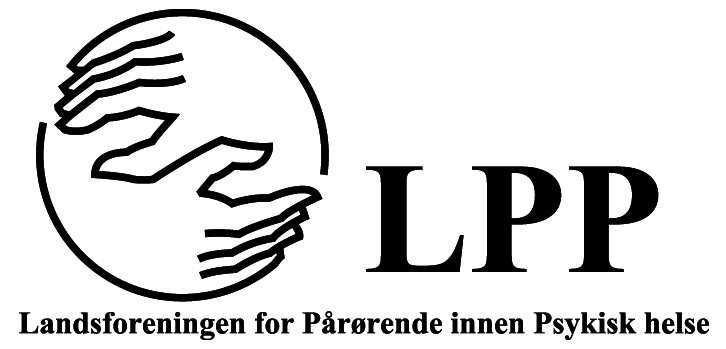 LPP
Landsforeningen for Pårørende innen Psykisk helse